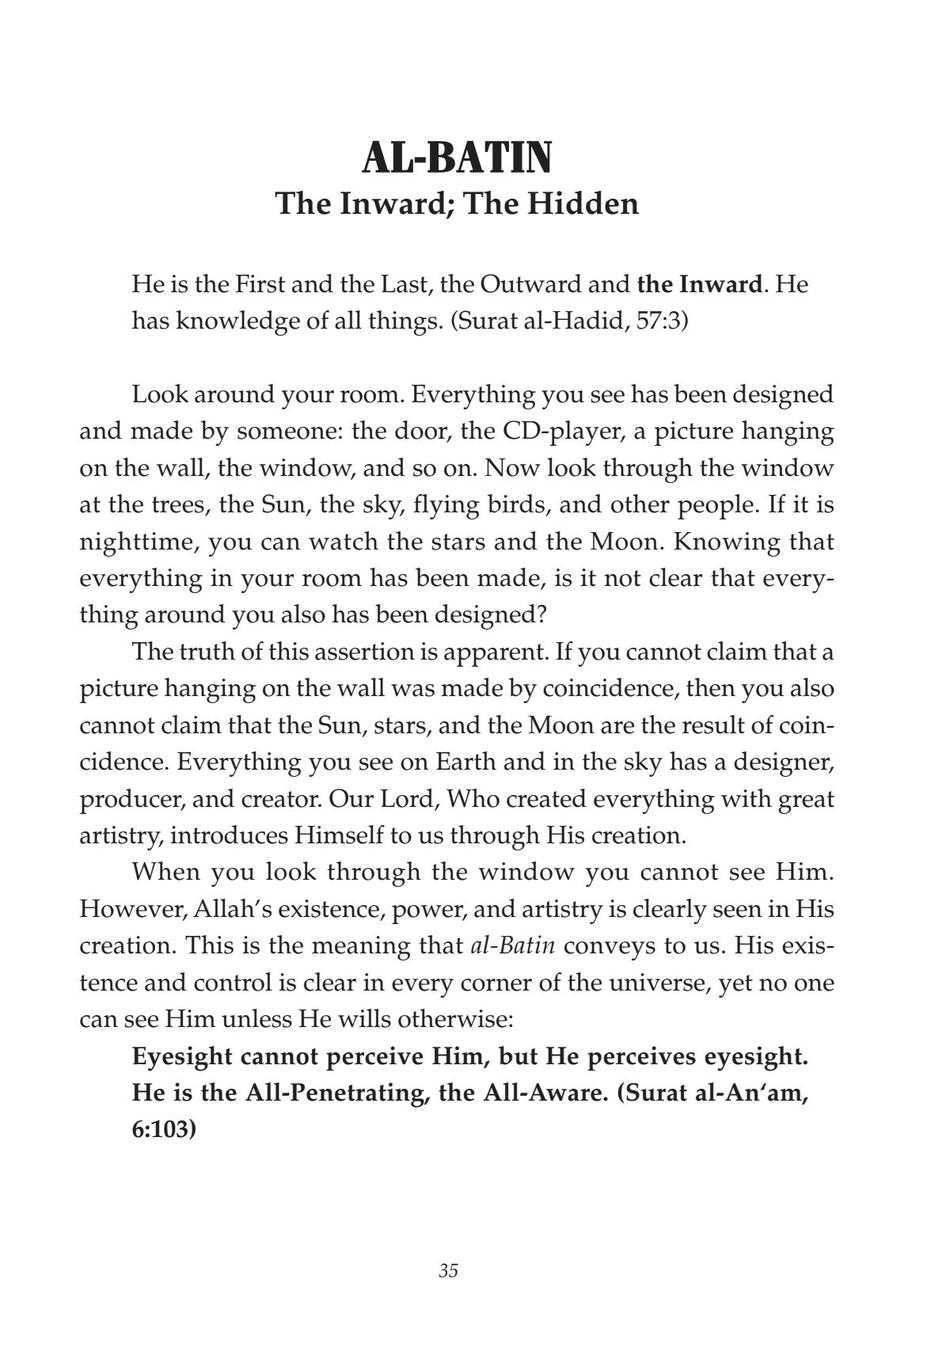 AL-BATIN
The Inward; The Hidden
He is the First and the Last, the Outward and the Inward. He
has knowledge of all things. (Surat al-Hadid, 57:3)
Look around your room. Everything you see has been designed
and made by someone: the door, the CD-player, a picture hanging
on the wall, the window, and so on. Now look through the window
at the trees, the Sun, the sky, flying birds, and other people. If it is
nighttime, you can watch the stars and the Moon. Knowing that
everything in your room has been made, is it not clear that every-
thing around you also has been designed?
The truth of this assertion is apparent. If you cannot claim that a
picture hanging on the wall was made by coincidence, then you also
cannot claim that the Sun, stars, and the Moon are the result of coin-
cidence. Everything you see on Earth and in the sky has a designer,
producer, and creator. Our Lord, Who created everything with great
artistry, introduces Himself to us through His creation.
When you look through the window you cannot see Him.
However, Allah’s existence, power, and artistry is clearly seen in His
creation. This is the meaning that al-Batin conveys to us. His exis-
tence and control is clear in every corner of the universe, yet no one
can see Him unless He wills otherwise:
Eyesight cannot perceive Him, but He perceives eyesight.
He is the All-Penetrating, the All-Aware. (Surat al-An‘am,
6:103)
35